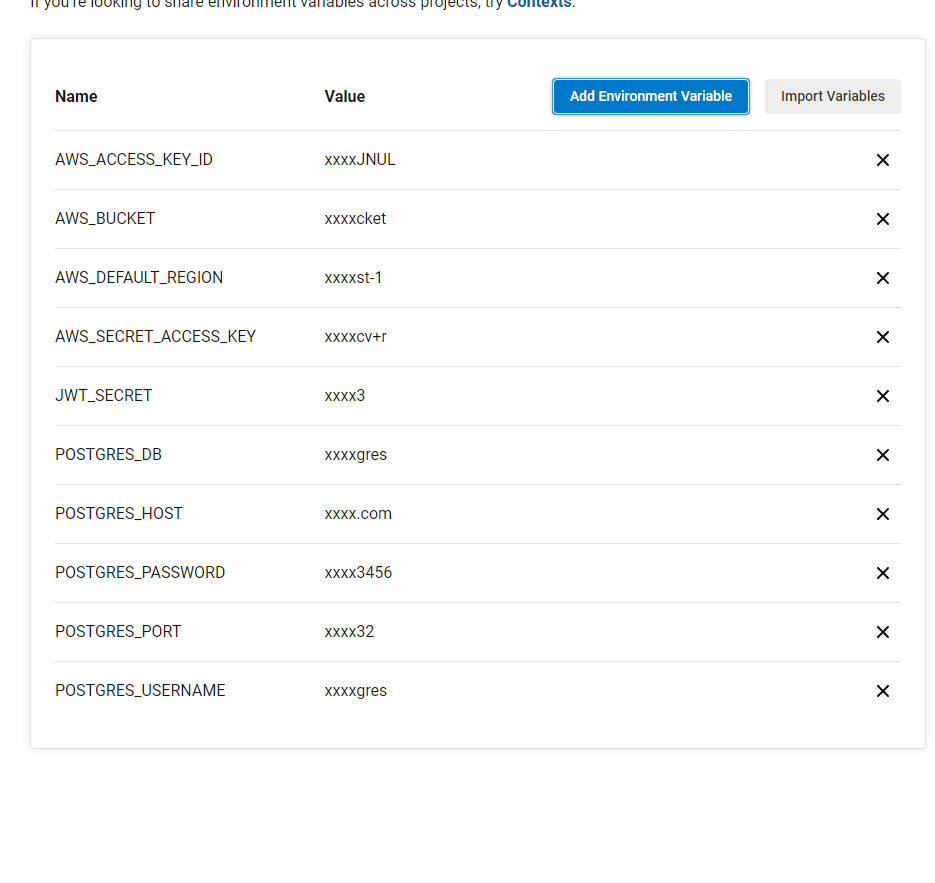 If you're looking to share environment variables across projects, try Contexts.
Name Value Add Environment Variable Import Variables
AWS_ACCESS_KEY_ID xxxxJNUL
AWS_BUCKET xxxxcket
AWS_DEFAULT_REGION xxxxst-1
AWS_SECRET_ACCESS_KEY xxxxcv+r
JWT_SECRET xxxx3
POSTGRES_DB xxxxgres
POSTGRES_HOST xxxx.com
POSTGRES_PASSWORD xxxx3456
POSTGRES_PORT xxxx32
POSTGRES_USERNAME xxxxgres